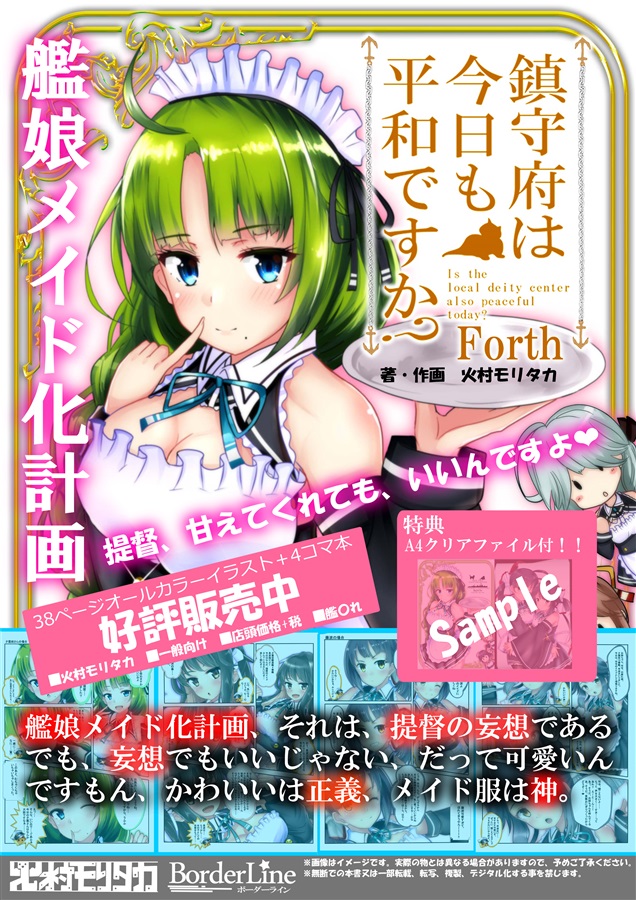 艦娘メイド化計画
鎮守府は
今日も
平和ですか?
Is the
local deity center
also peaceful
today?
Forth
著・作画 火村モリタカ
提督、甘えてくれても、いいんですよ❤
38ページオールカラーイラスト+4コマ本
好評販売中
■火村モリタカ ■一般向け ■店頭価格+税 ■艦〇れ
特典
A4クリアファイル付!!
Sample
艦娘メイド化計画、それは、提督の妄想である
でも、妄想でもいいじゃない、だって可愛いん
ですもん、かわいいは正義、メイド服は神。
火村モリタカ
BorderLine
ボーダーライン
※画像はイメージです。実際の物とは異なる場合がありますので、予めご了承ください。
※無断での本書又は一部転載、転写、複製、デジタル化する事を禁じます。